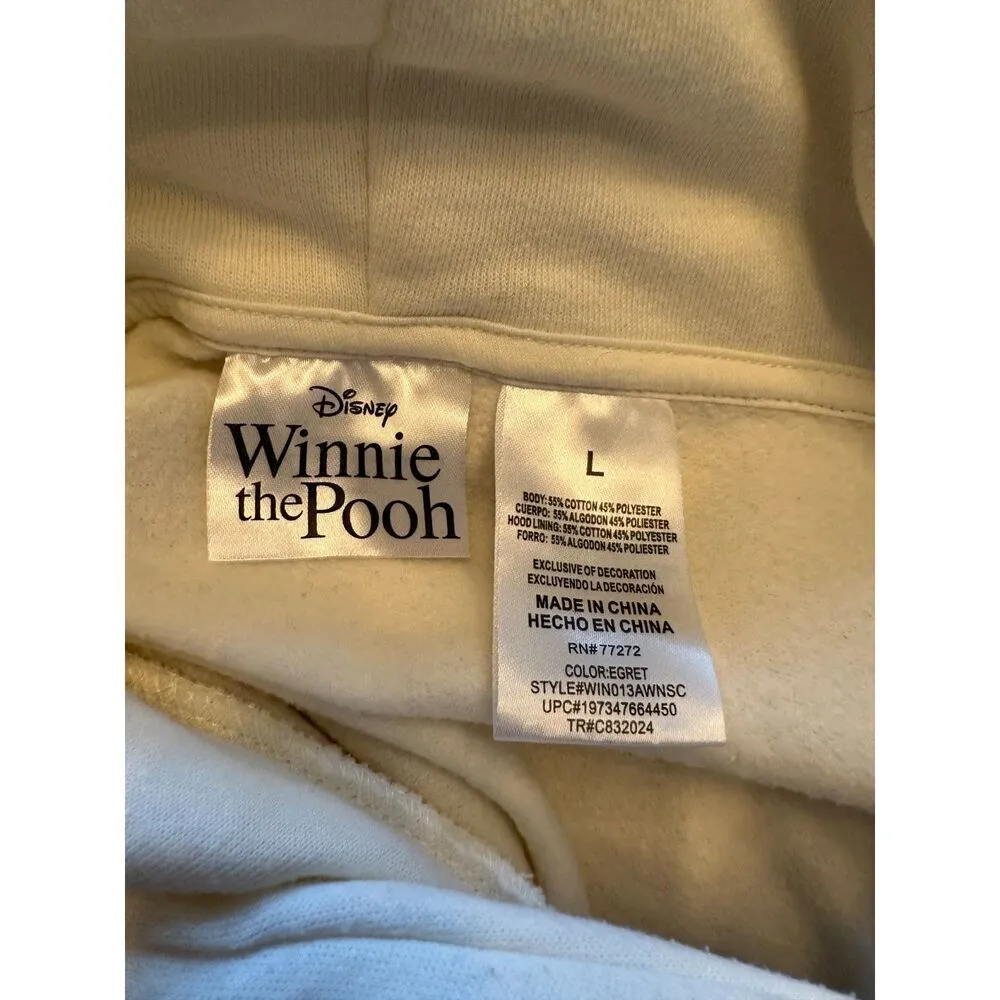 Disney
Winnie
the Pooh
L
BODY: 55% COTTON 45% POLYESTER
CUERPO: 55% ALGODON 45% POLIESTER
HOOD LINING: 55% COTTON 45% POLYESTER
FORRO: 55% ALGODON 45% POLIESTER
EXCLUSIVE OF DECORATION
EXCLUYENDO LA DECORACIÓN
MADE IN CHINA
HECHO EN CHINA
RN# 77272
COLOR:EGRET
STYLE#WIN013AWNSC
UPC#197347664450
TR#C832024